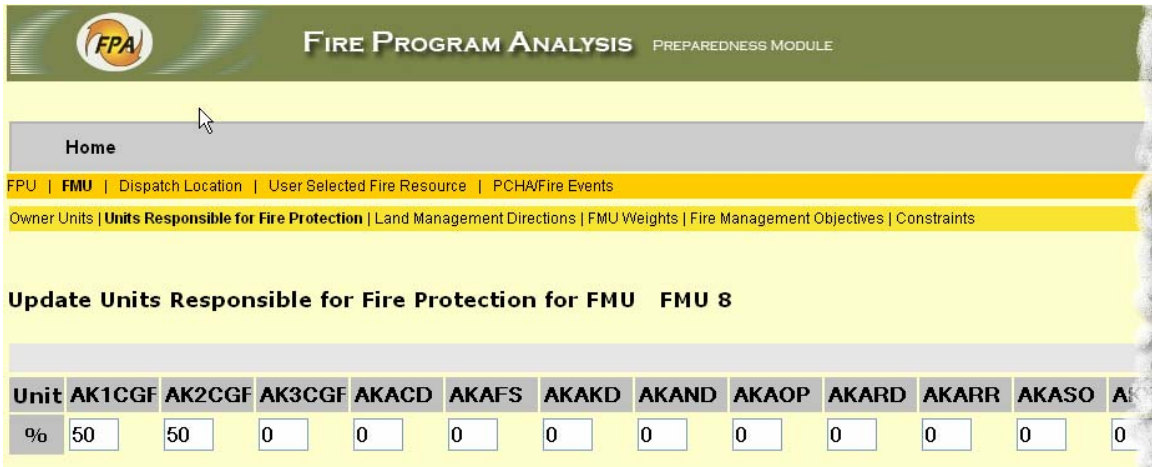 FPA FIRE PROGRAM ANALYSIS PREPAREDNESS MODULE
Home
FPU | FMU | Dispatch Location | User Selected Fire Resource | PCHA/Fire Events
Owner Units | Units Responsible for Fire Protection | Land Management Directions | FMU Weights | Fire Management Objectives | Constraints
Update Units Responsible for Fire Protection for FMU FMU 8
Unit AK1CGF AK2CGF AK3CGF AKACD AKAFS AKAKD AKAND AKAOP AKARD AKARR AKASO
% 50 50 0 0 0 0 0 0 0 0 0 0